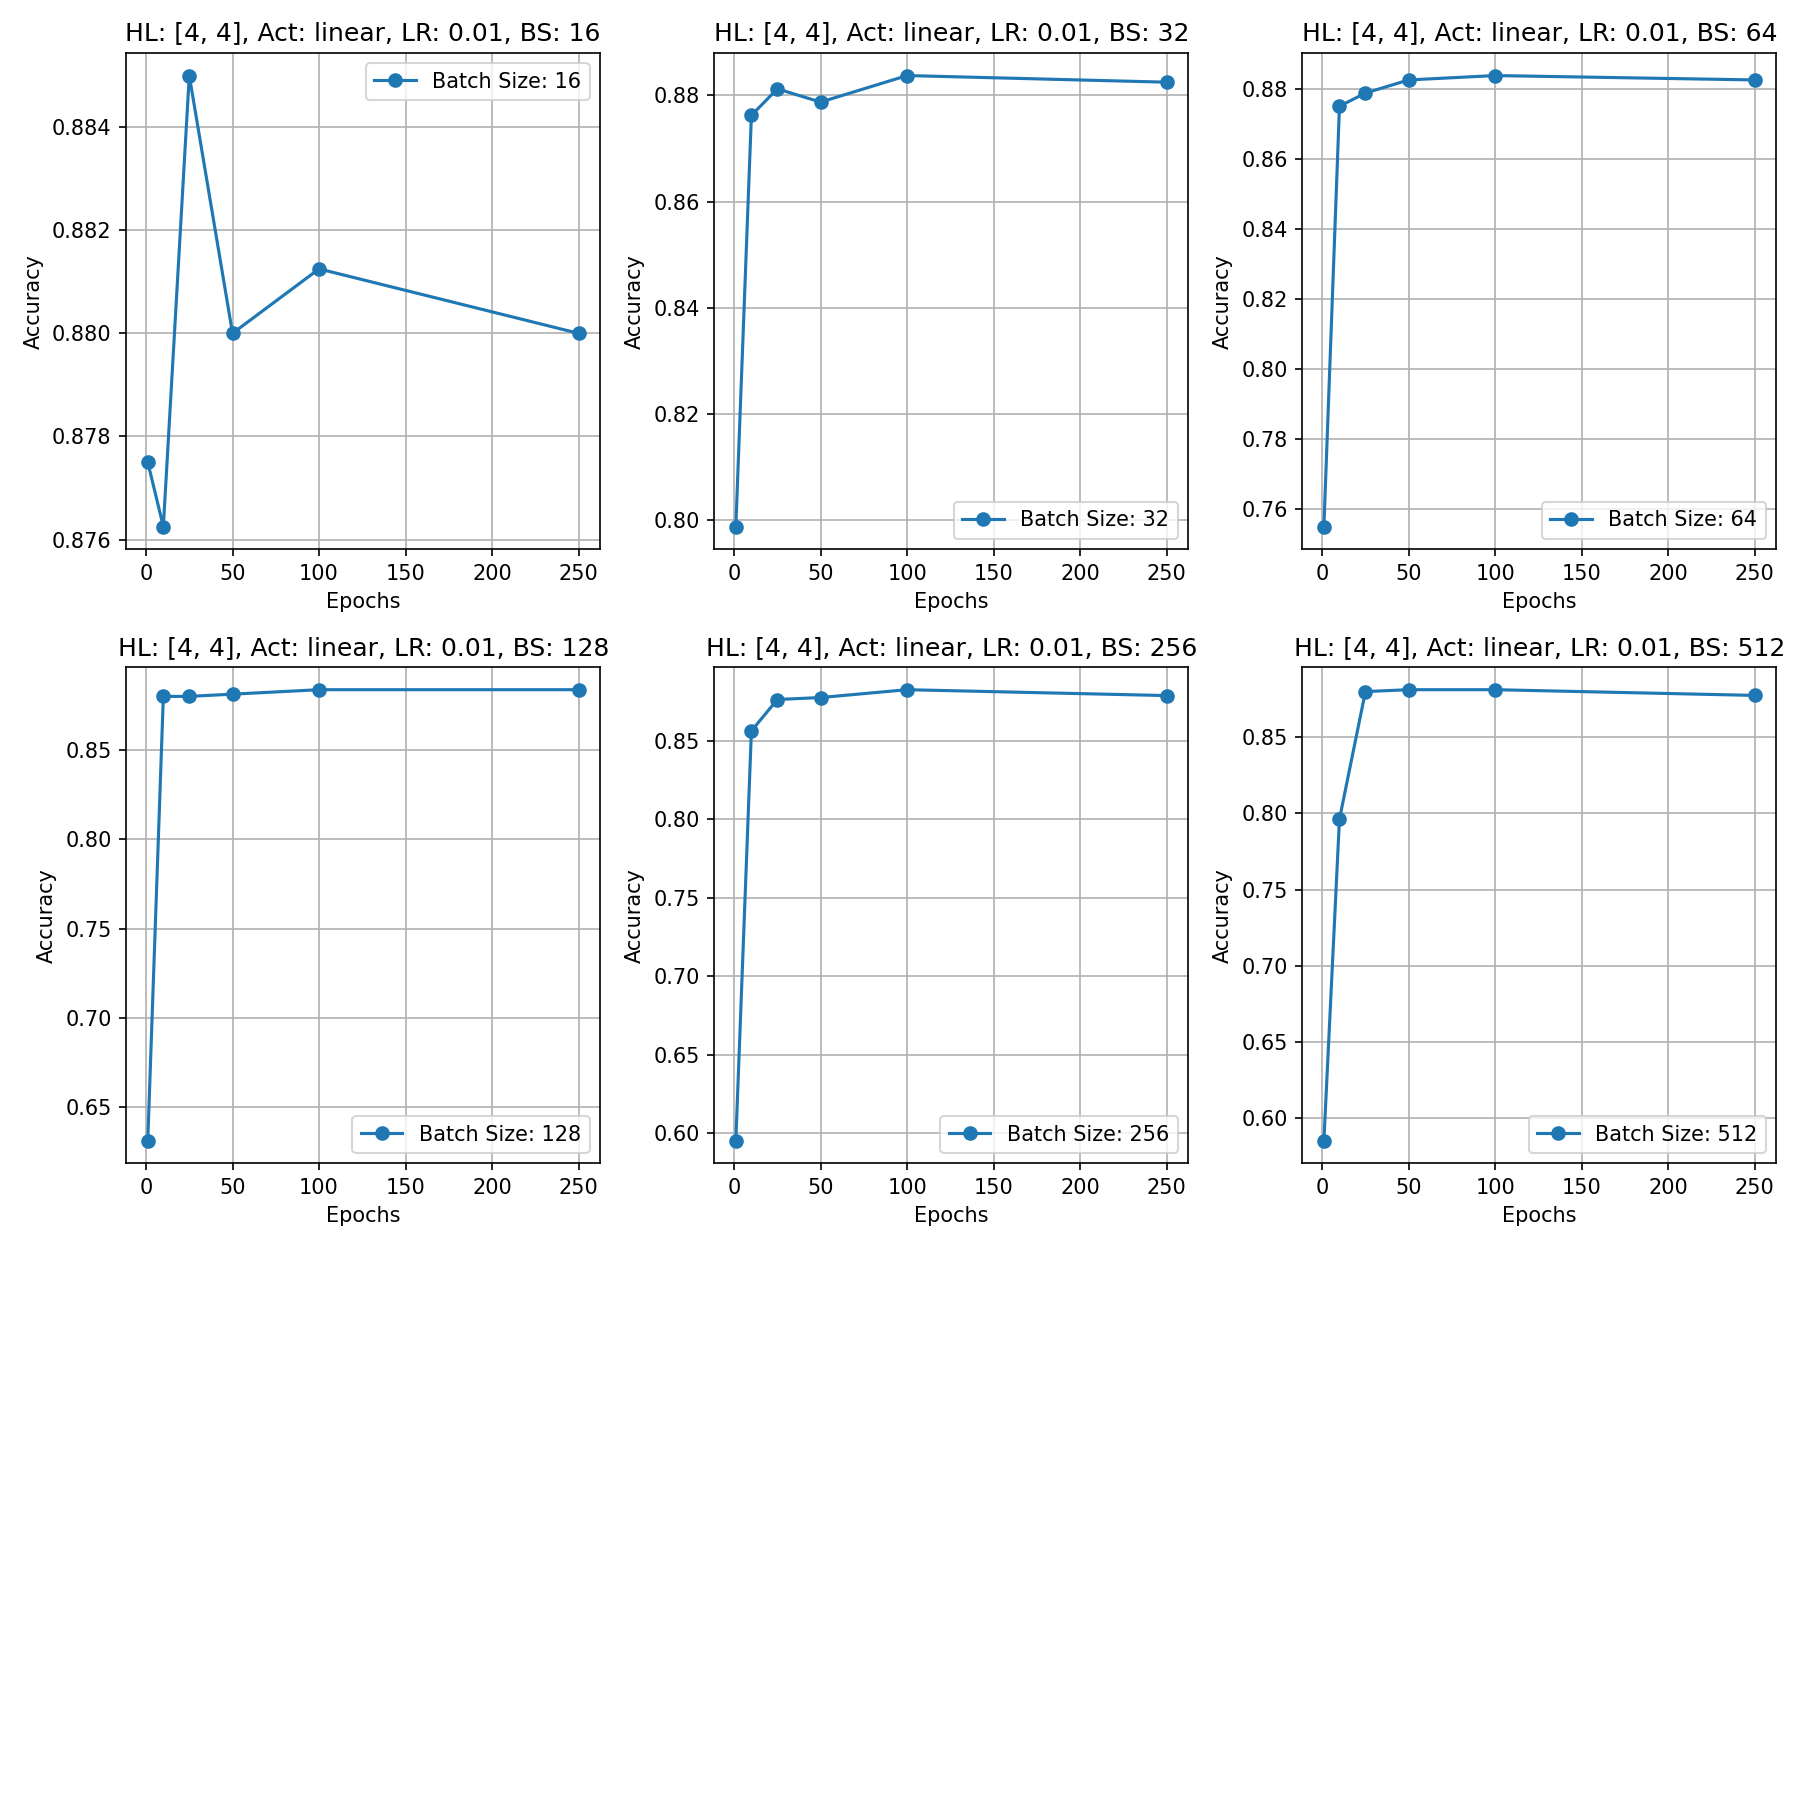 HL: [4, 4], Act: linear, LR: 0.01, BS: 16
Batch Size: 16
0.884
0.882
0.880
0.878
0.876
Accuracy
0 50 100 150 200 250
Epochs
HL: [4, 4], Act: linear, LR: 0.01, BS: 32
0.88
0.86
0.84
0.82
0.80
Accuracy
Batch Size: 32
0 50 100 150 200 250
Epochs
HL: [4, 4], Act: linear, LR: 0.01, BS: 64
0.88
0.86
0.84
0.82
0.80
0.78
0.76
Accuracy
Batch Size: 64
0 50 100 150 200 250
Epochs
HL: [4, 4], Act: linear, LR: 0.01, BS: 128
0.85
0.80
0.75
0.70
0.65
Accuracy
Batch Size: 128
0 50 100 150 200 250
Epochs
HL: [4, 4], Act: linear, LR: 0.01, BS: 256
0.85
0.80
0.75
0.70
0.65
0.60
Accuracy
Batch Size: 256
0 50 100 150 200 250
Epochs
HL: [4, 4], Act: linear, LR: 0.01, BS: 512
0.85
0.80
0.75
0.70
0.65
0.60
Accuracy
Batch Size: 512
0 50 100 150 200 250
Epochs